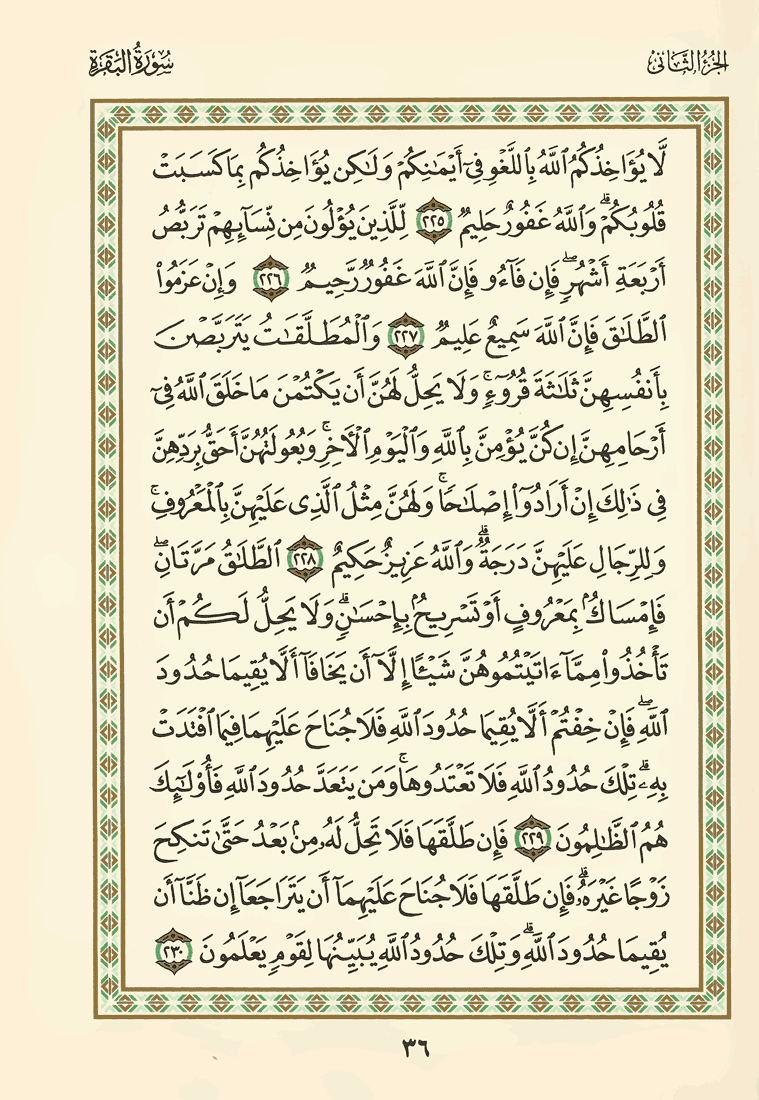 الجزء الثاني
سورة البقرة
لَّا يُؤَاخِذُكُمُ ٱللَّهُ بِٱللَّغْوِ فِىٓ أَيْمَٰنِكُمْ وَلَٰكِن يُؤَاخِذُكُم بِمَا كَسَبَتْ
قُلُوبُكُمْ ۗ وَٱللَّهُ غَفُورٌ حَلِيمٌ ٢٢٥ لِّلَّذِينَ يُؤْلُونَ مِن نِّسَآئِهِمْ تَرَبُّصُ
أَرْبَعَةِ أَشْهُرٍ ۖ فَإِن فَآءُو فَإِنَّ ٱللَّهَ غَفُورٌ رَّحِيمٌ ٢٢٦ وَإِنْ عَزَمُوا۟
ٱلطَّلَٰقَ فَإِنَّ ٱللَّهَ سَمِيعٌ عَلِيمٌ ٢٢٧ وَٱلْمُطَلَّقَٰتُ يَتَرَبَّصْنَ
بِأَنفُسِهِنَّ ثَلَٰثَةَ قُرُوٓءٍ ۚ وَلَا يَحِلُّ لَهُنَّ أَن يَكْتُمْنَ مَا خَلَقَ ٱللَّهُ فِىٓ
أَرْحَامِهِنَّ إِن كُنَّ يُؤْمِنَّ بِٱللَّهِ وَٱلْيَوْمِ ٱلْءَاخِرِ ۚ وَبُعُولَتُهُنَّ أَحَقُّ بِرَدِّهِنَّ
فِى ذَٰلِكَ إِنْ أَرَادُوٓا۟ إِصْلَٰحًا ۚ وَلَهُنَّ مِثْلُ ٱلَّذِى عَلَيْهِنَّ بِٱلْمَعْرُوفِ ۚ
وَلِلرِّجَالِ عَلَيْهِنَّ دَرَجَةٌ ۗ وَٱللَّهُ عَزِيزٌ حَكِيمٌ ٢٢٨ ٱلطَّلَٰقُ مَرَّتَانِ ۖ
فَإِمْسَاكٌۢ بِمَعْرُوفٍ أَوْ تَسْرِيحٌۢ بِإِحْسَٰنٍ ۗ وَلَا يَحِلُّ لَكُمْ أَن
تَأْخُذُوا۟ مِمَّآ ءَاتَيْتُمُوهُنَّ شَيْـًٔا إِلَّآ أَن يَخَافَآ أَلَّا يُقِيمَا حُدُودَ
ٱللَّهِ ۖ فَإِنْ خِفْتُمْ أَلَّا يُقِيمَا حُدُودَ ٱللَّهِ فَلَا جُنَاحَ عَلَيْهِمَا فِيمَا ٱفْتَدَتْ
بِهِۦ ۗ تِلْكَ حُدُودُ ٱللَّهِ فَلَا تَعْتَدُوهَا ۚ وَمَن يَتَعَدَّ حُدُودَ ٱللَّهِ فَأُو۟لَٰٓئِكَ
هُمُ ٱلظَّٰلِمُونَ ٢٢٩ فَإِن طَلَّقَهَا فَلَا تَحِلُّ لَهُۥ مِنۢ بَعْدُ حَتَّىٰ تَنكِحَ
زَوْجًا غَيْرَهُۥ ۗ فَإِن طَلَّقَهَا فَلَا جُنَاحَ عَلَيْهِمَآ أَن يَتَرَاجَعَآ إِن ظَنَّآ أَن
يُقِيمَا حُدُودَ ٱللَّهِ ۗ وَتِلْكَ حُدُودُ ٱللَّهِ يُبَيِّنُهَا لِقَوْمٍ يَعْلَمُونَ ٢٣٠
٣٦